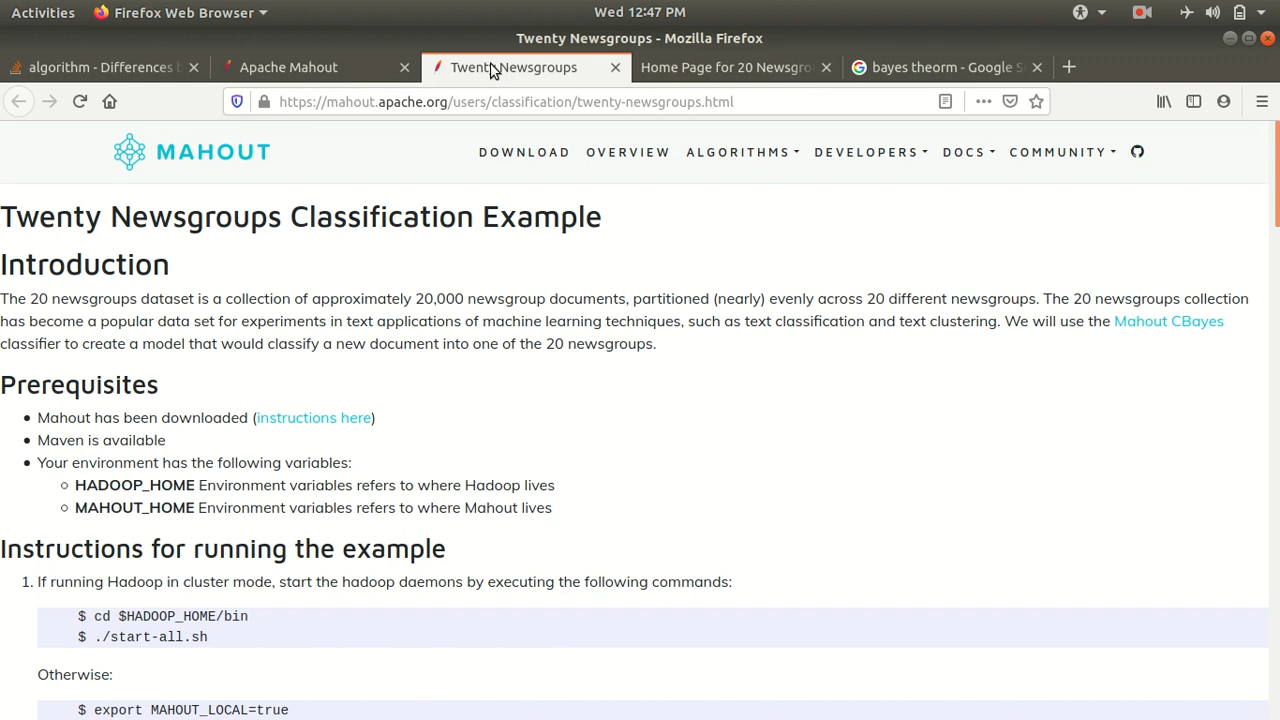 Activities Firefox Web Browser Wed 12:47 PM
Twenty Newsgroups - Mozilla Firefox
algorithm - Differences b Apache Mahout Twenty Newsgroups Home Page for 20 Newsgro bayes theorm - Google S
https://mahout.apache.org/users/classification/twenty-newsgroups.html
MAHOUT DOWNLOAD OVERVIEW ALGORITHMS DEVELOPERS DOCS COMMUNITY
Twenty Newsgroups Classification Example
Introduction
The 20 newsgroups dataset is a collection of approximately 20,000 newsgroup documents, partitioned (nearly) evenly across 20 different newsgroups. The 20 newsgroups collection
has become a popular data set for experiments in text applications of machine learning techniques, such as text classification and text clustering. We will use the Mahout CBayes
classifier to create a model that would classify a new document into one of the 20 newsgroups.
Prerequisites
• Mahout has been downloaded (instructions here)
• Maven is available
• Your environment has the following variables:
○ HADOOP_HOME Environment variables refers to where Hadoop lives
○ MAHOUT_HOME Environment variables refers to where Mahout lives
Instructions for running the example
1. If running Hadoop in cluster mode, start the hadoop daemons by executing the following commands:
$ cd $HADOOP_HOME/bin
$ ./start-all.sh
Otherwise:
$ export MAHOUT_LOCAL=true